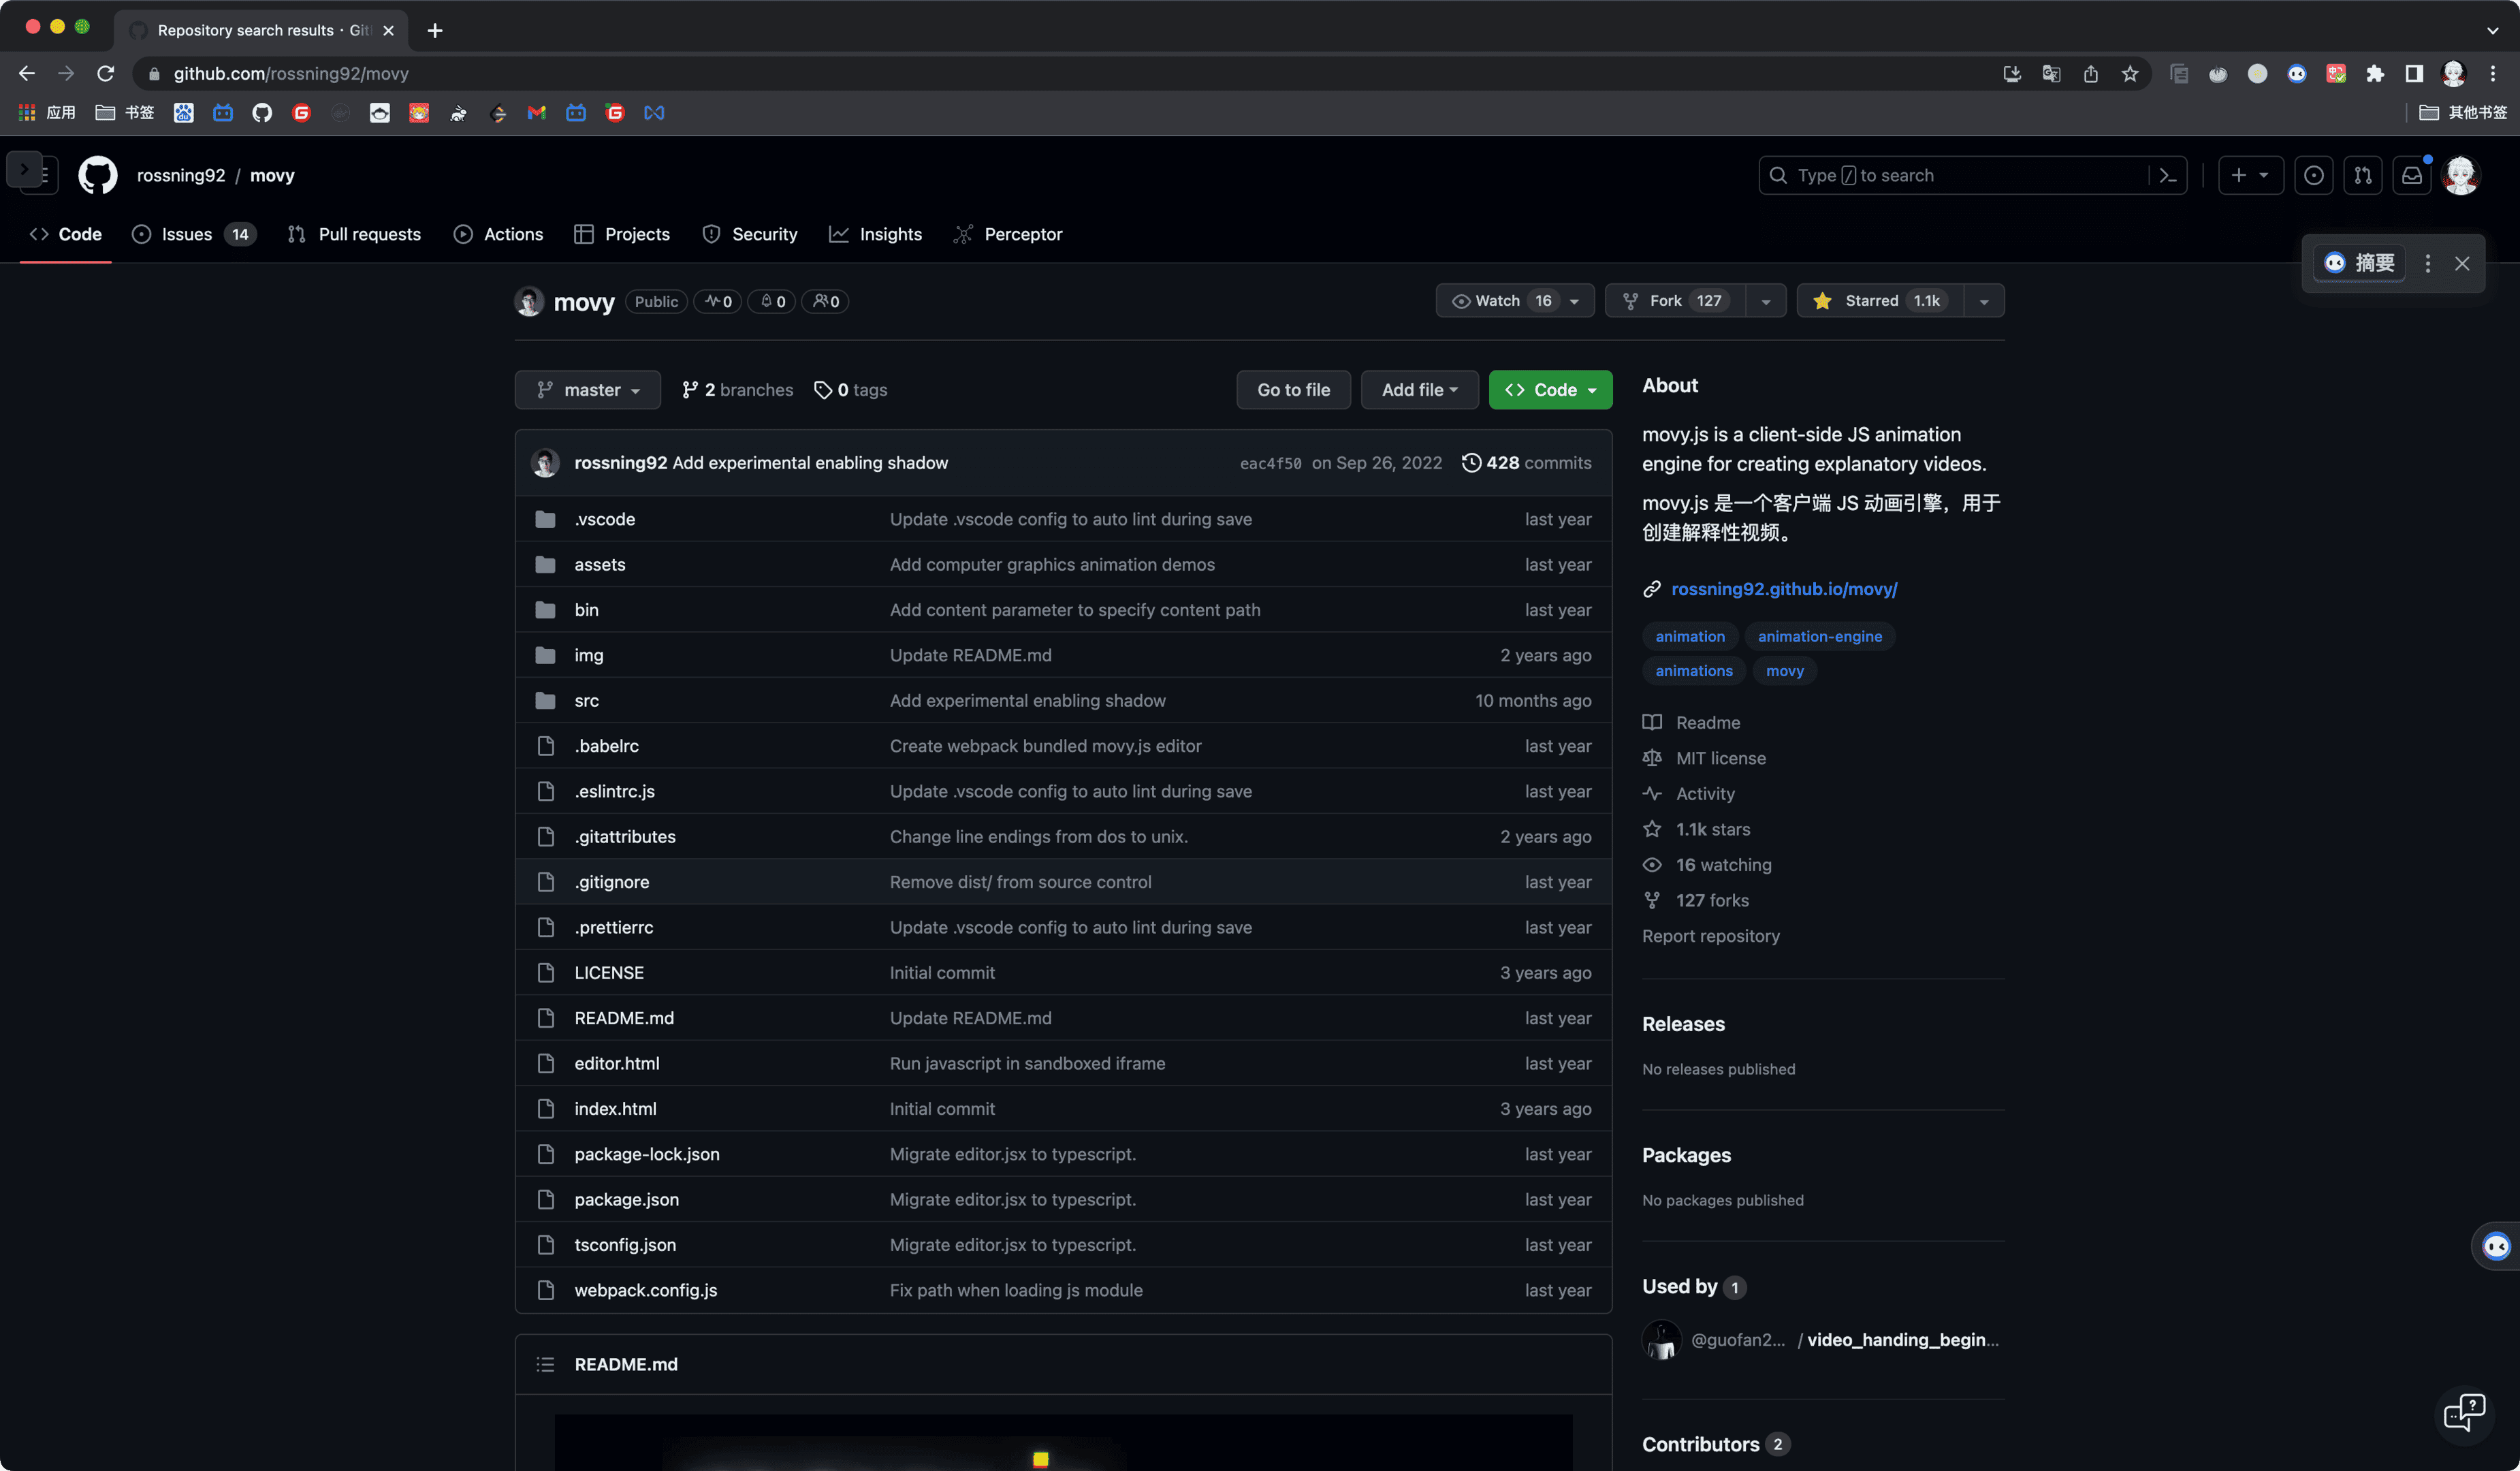 Repository search results · Git
github.com/rossning92/movy
应用
书签
其他书签
rossning92 / movy
Type / to search
Code
Issues 14
Pull requests
Actions
Projects
Security
Insights
Perceptor
摘要
movy Public 0 0 0
Watch 16
Fork 127
Starred 1.1k
master
2 branches
0 tags
Go to file
Add file
Code
rossning92 Add experimental enabling shadow eac4f50 on Sep 26, 2022 428 commits
.vscode Update .vscode config to auto lint during save last year
assets Add computer graphics animation demos last year
bin Add content parameter to specify content path last year
img Update README.md 2 years ago
src Add experimental enabling shadow 10 months ago
.babelrc Create webpack bundled movy.js editor last year
.eslintrc.js Update .vscode config to auto lint during save last year
.gitattributes Change line endings from dos to unix. 2 years ago
.gitignore Remove dist/ from source control last year
.prettierrc Update .vscode config to auto lint during save last year
LICENSE Initial commit 3 years ago
README.md Update README.md last year
editor.html Run javascript in sandboxed iframe last year
index.html Initial commit 3 years ago
package-lock.json Migrate editor.jsx to typescript. last year
package.json Migrate editor.jsx to typescript. last year
tsconfig.json Migrate editor.jsx to typescript. last year
webpack.config.js Fix path when loading js module last year
README.md
About
movy.js is a client-side JS animation
engine for creating explanatory videos.
movy.js 是一个客户端 JS 动画引擎，用于
创建解释性视频。
rossning92.github.io/movy/
animation animation-engine
animations movy
Readme
MIT license
Activity
1.1k stars
16 watching
127 forks
Report repository
Releases
No releases published
Packages
No packages published
Used by 1
@guofan2... / video_handing_begin...
Contributors 2